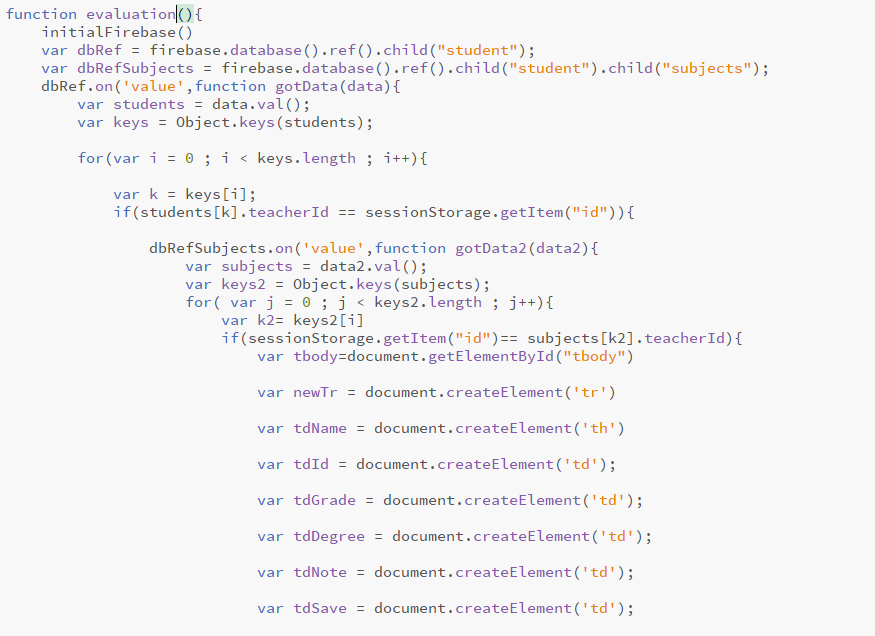 function evaluation(){
initialFirebase()
var dbRef = firebase.database().ref().child("student");
var dbRefSubjects = firebase.database().ref().child("student").child("subjects");
dbRef.on('value',function gotData(data){
var students = data.val();
var keys = Object.keys(students);
for(var i = 0 ; i < keys.length ; i++){
var k = keys[i];
if(students[k].teacherId == sessionStorage.getItem("id")){
dbRefSubjects.on('value',function gotData2(data2){
var subjects = data2.val();
var keys2 = Object.keys(subjects);
for( var j = 0 ; j < keys2.length ; j++){
var k2= keys2[i]
if(sessionStorage.getItem("id")== subjects[k2].teacherId){
var tbody=document.getElementById("tbody")
var newTr = document.createElement('tr')
var tdName = document.createElement('th')
var tdId = document.createElement('td');
var tdGrade = document.createElement('td');
var tdDegree = document.createElement('td');
var tdNote = document.createElement('td');
var tdSave = document.createElement('td');